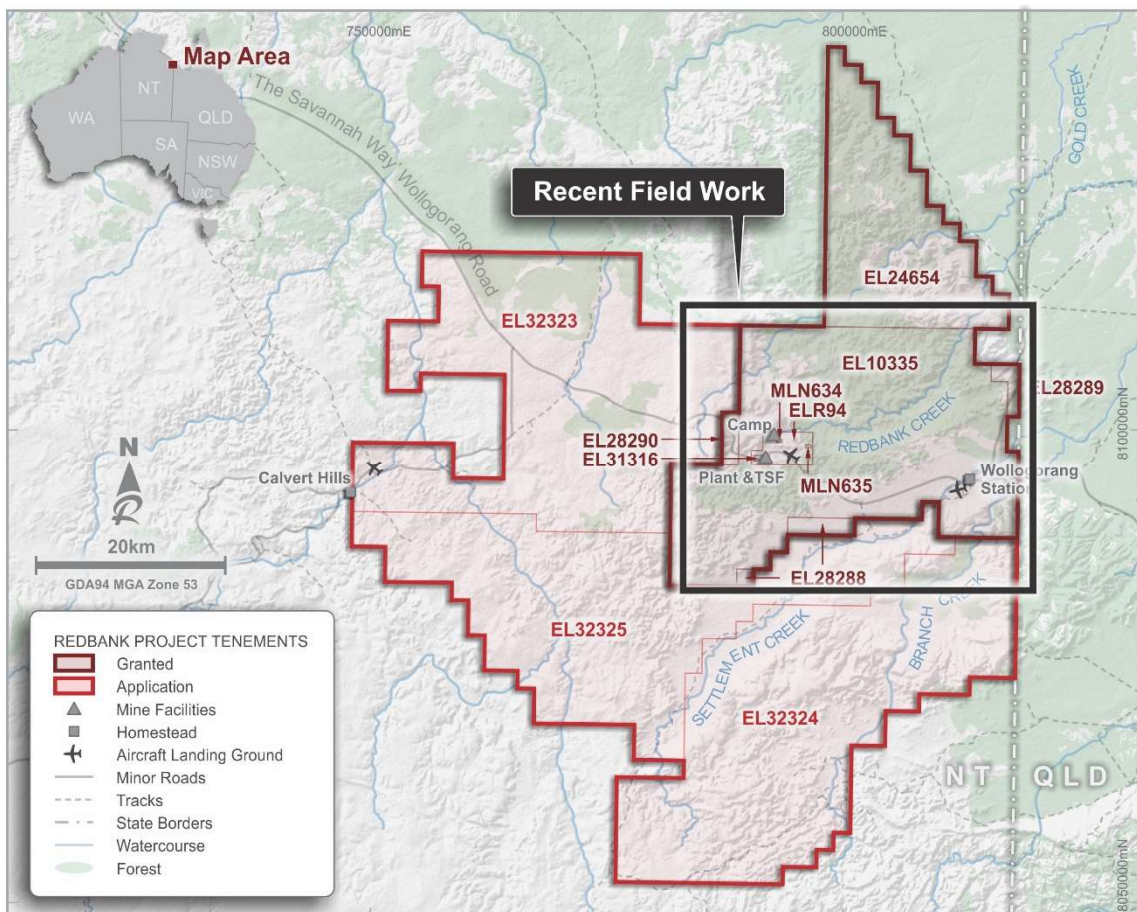 750000mE
800000mE
Map Area
WA
NT
QLD
SA
NSW
VIC
The Savannah Way Wollogorang Road
GOLD CREEK
Recent Field Work
EL24654
EL32323
EL10335
EL28289
MLN634
ELR94
Camp
REDBANK CREEK
8100000mN
EL28290
EL31316
Plant &TSF
MLN635
Wollogorang
Station
Calvert Hills
N
20km
GDA94 MGA Zone 53
EL28288
EL32325
SETTLEMENT CREEK
BRANCH CREEK
EL32324
NT QLD
8050000mN
REDBANK PROJECT TENEMENTS
Granted
Application
Mine Facilities
Homestead
Aircraft Landing Ground
Minor Roads
Tracks
State Borders
Watercourse
Forest